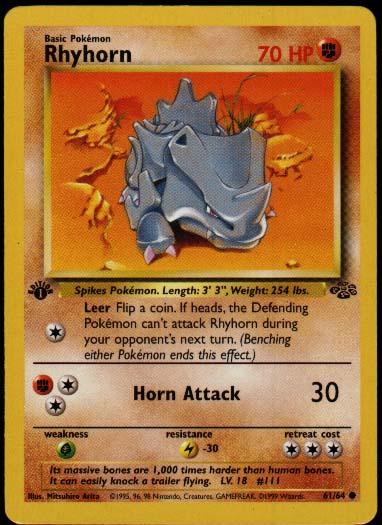 Basic Pokémon
Rhyhorn 70 HP
EDITION
1
Spikes Pokémon. Length: 3' 3", Weight: 254 lbs.
Leer Flip a coin. If heads, the Defending
Pokémon can't attack Rhyhorn during
your opponent's next turn. (Benching
either Pokémon ends this effect.)
Horn Attack 30
weakness resistance retreat cost
-30
Its massive bones are 1,000 times harder than human bones.
It can easily knock a trailer flying. LV. 18 #111
Illus. Mitsuhiro Arita ©1995, 96, 98 Nintendo, Creatures, GAMEFREAK. ©1999 Wizards. 61/64